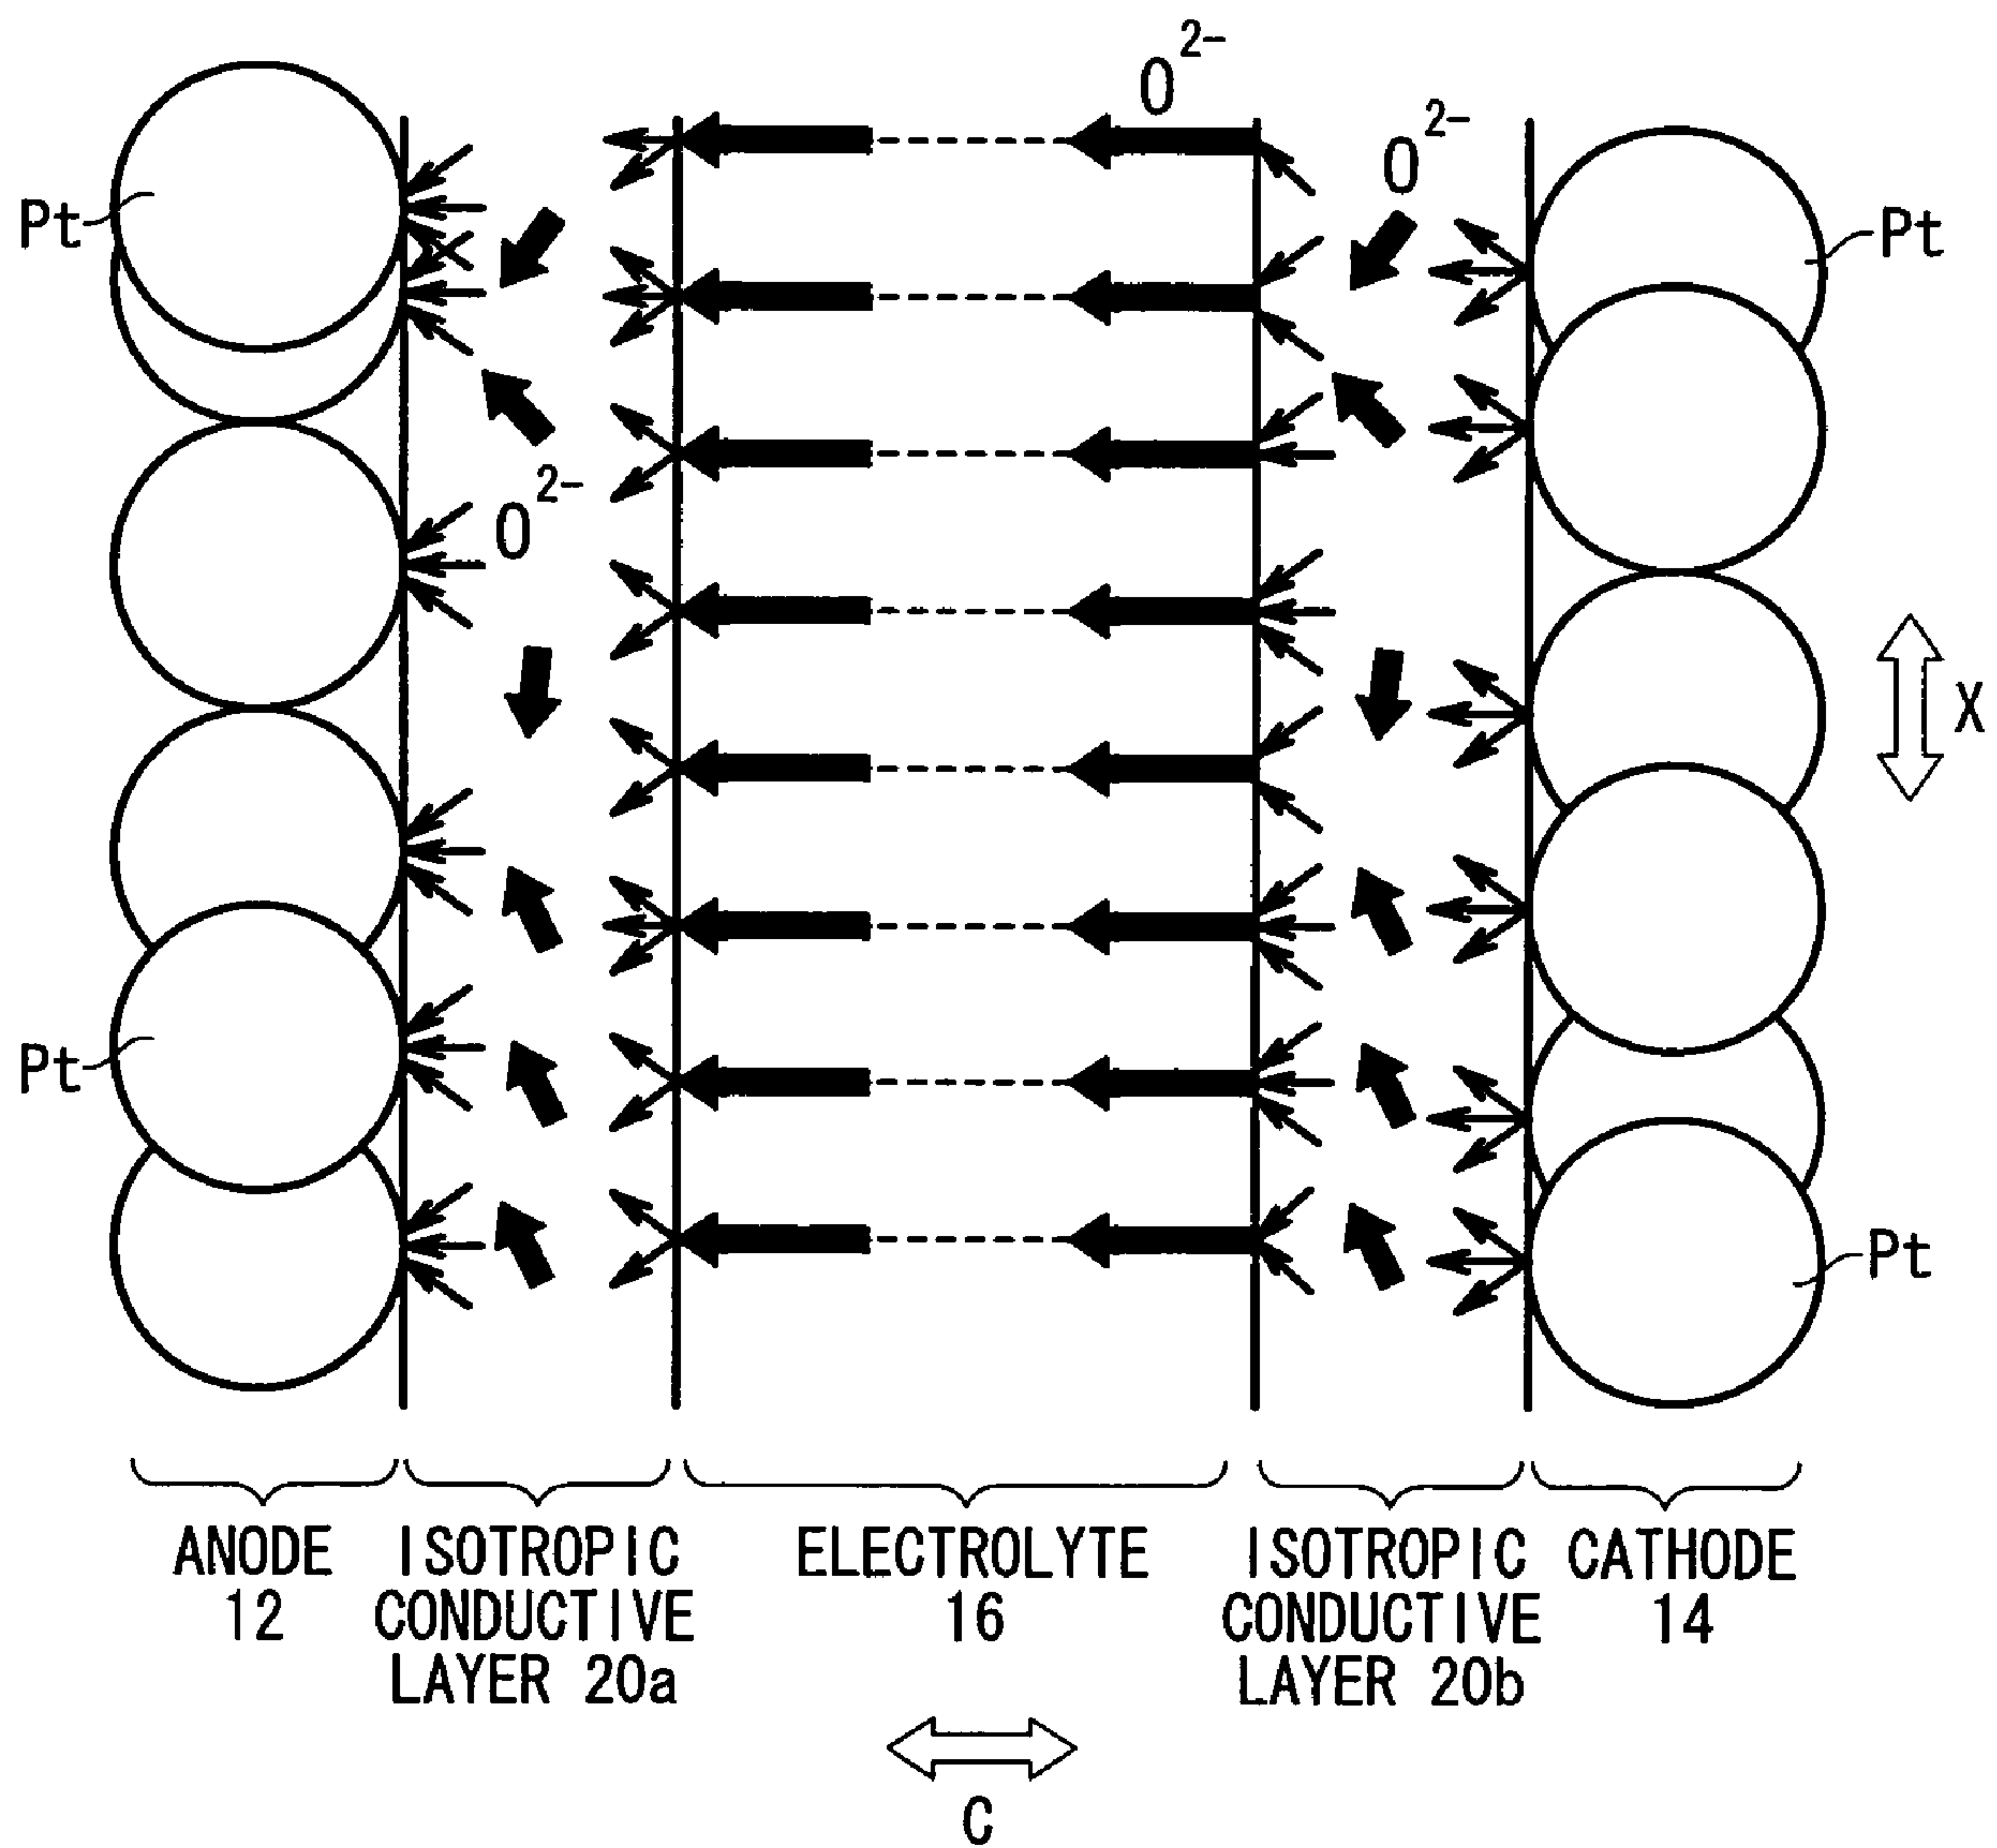 O2-
O2-
Pt
Pt
O2-
X
Pt
Pt
ANODE
12
ISOTROPIC
CONDUCTIVE
LAYER 20a
ELECTROLYTE
16
ISOTROPIC
CONDUCTIVE
LAYER 20b
CATHODE
14
C